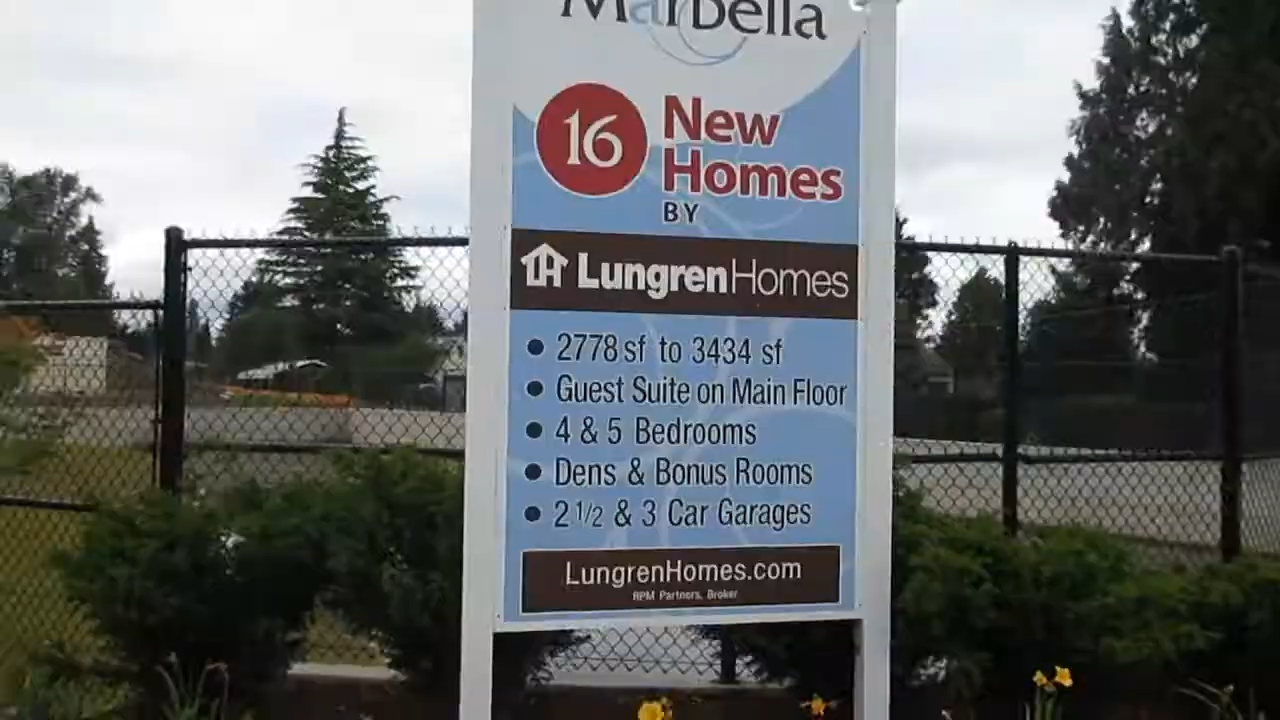 Marbella
16
New
Homes
BY
LungrenHomes
• 2778 sf to 3434 sf
• Guest Suite on Main Floor
• 4 & 5 Bedrooms
• Dens & Bonus Rooms
• 2 1/2 & 3 Car Garages
LungrenHomes.com
RPM Partners, Broker